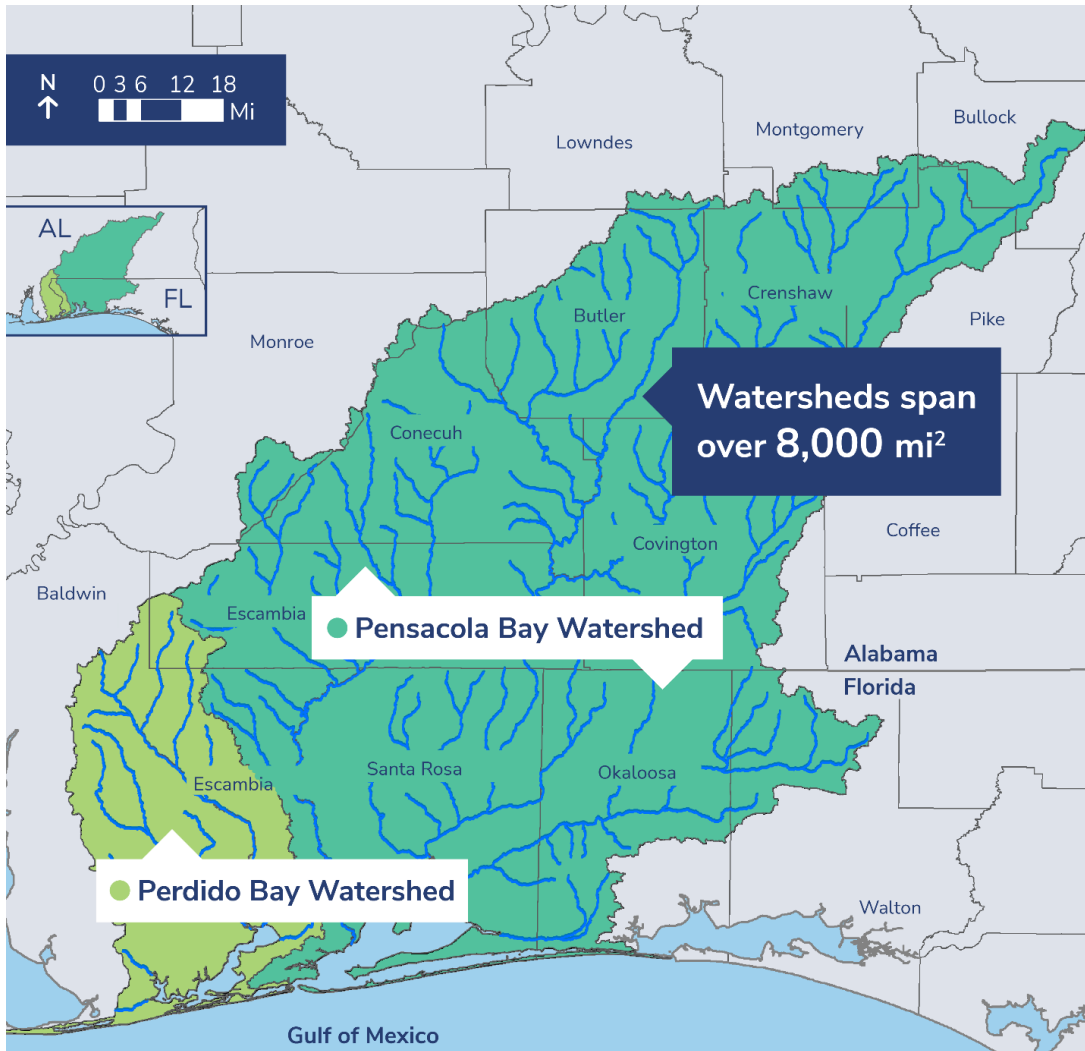 N
0 3 6 12 18
Mi
Lowndes
Montgomery
Bullock
AL
FL
Monroe
Butler
Crenshaw
Pike
Watersheds span
over 8,000 mi²
Conecuh
Covington
Coffee
Baldwin
Escambia
Pensacola Bay Watershed
Alabama
Florida
Santa Rosa
Okaloosa
Escambia
Perdido Bay Watershed
Walton
Gulf of Mexico